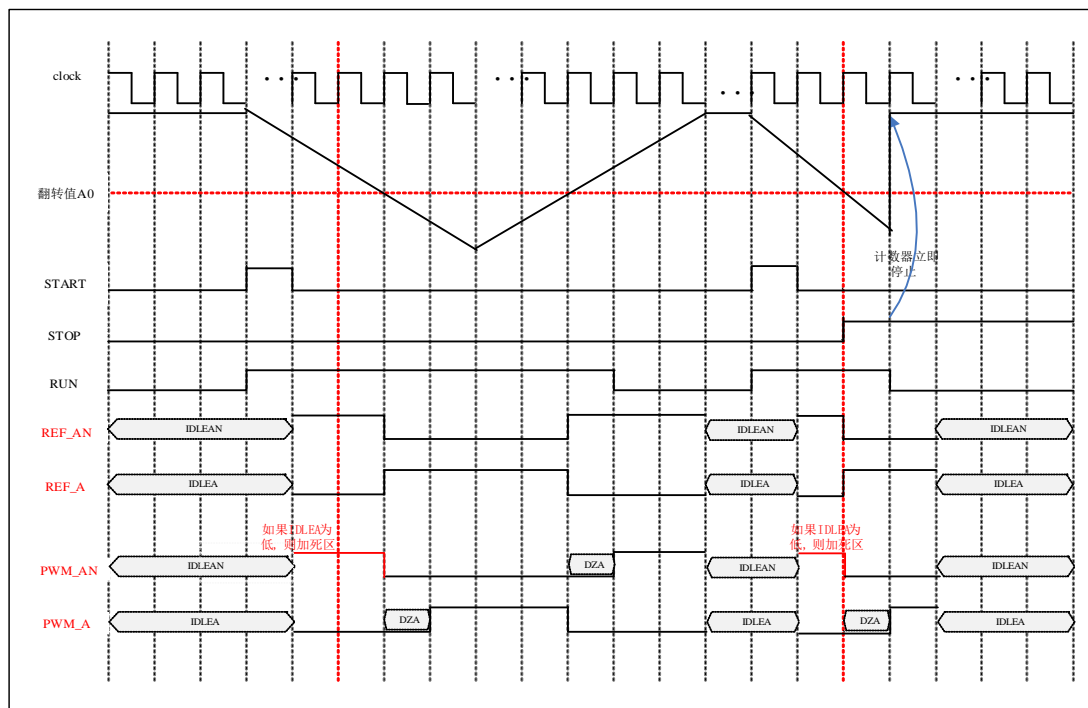 clock
· · ·
· · ·
· · ·
· · ·
翻转值A0
计数器立即
停止
START
STOP
RUN
REF_AN
IDLEAN
IDLEAN
IDLEAN
REF_A
IDLEA
IDLEA
IDLEA
如果IDLEA为
低,则加死区
如果IDLEA为
低,则加死区
PWM_AN
IDLEAN
DZA
IDLEAN
IDLEAN
PWM_A
IDLEA
DZA
IDLEA
DZA
IDLEA